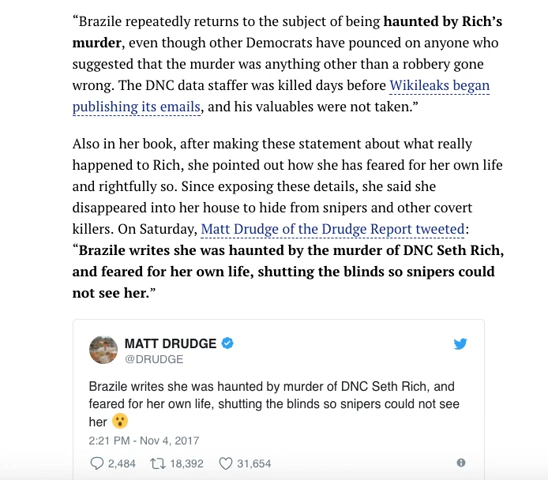 “Brazile repeatedly returns to the subject of being haunted by Rich’s
murder, even though other Democrats have pounced on anyone who
suggested that the murder was anything other than a robbery gone
wrong. The DNC data staffer was killed days before Wikileaks began
publishing its emails, and his valuables were not taken.”
Also in her book, after making these statement about what really
happened to Rich, she pointed out how she has feared for her own life
and rightfully so. Since exposing these details, she said she
disappeared into her house to hide from snipers and other covert
killers. On Saturday, Matt Drudge of the Drudge Report tweeted:
“Brazile writes she was haunted by the murder of DNC Seth Rich,
and feared for her own life, shutting the blinds so snipers could
not see her.”
MATT DRUDGE
@DRUDGE
Brazile writes she was haunted by murder of DNC Seth Rich, and
feared for her own life, shutting the blinds so snipers could not see
her 😮
2:21 PM - Nov 4, 2017
2,484 18,392 31,654